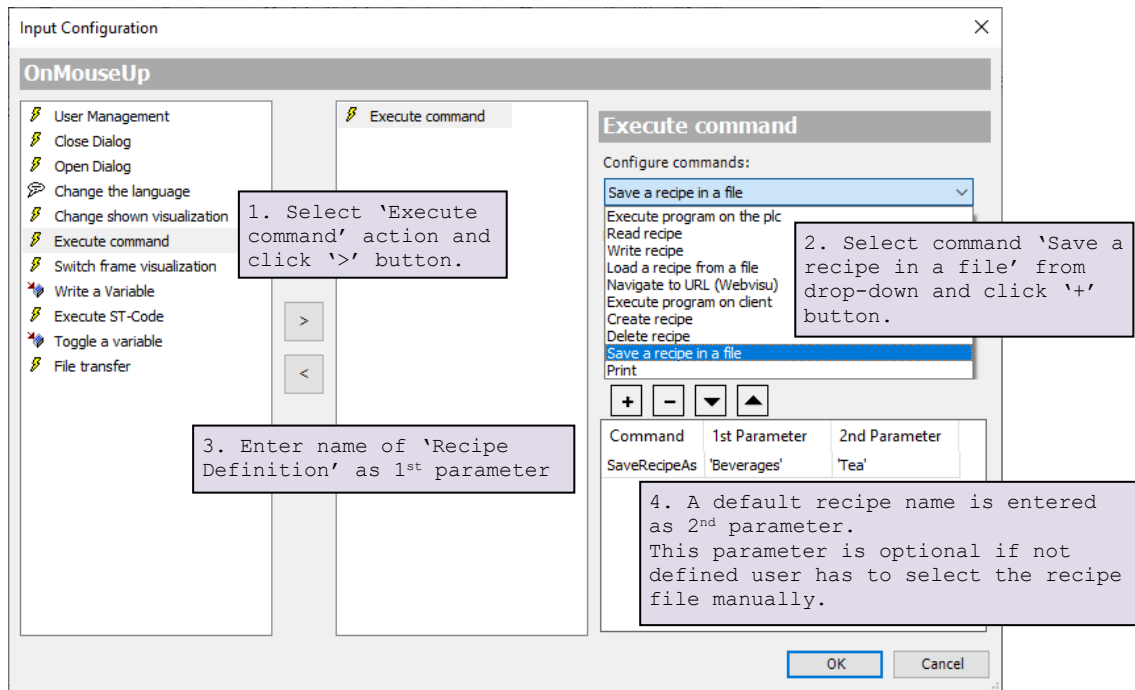 Input Configuration
OnMouseUp
User Management
Close Dialog
Open Dialog
Change the language
Change shown visualization
Execute command
Switch frame visualization
Write a Variable
Execute ST-Code
Toggle a variable
File transfer
1. Select ‘Execute
command’ action and
click ‘>’ button.
>
<
Execute command
Execute command
Configure commands:
Save a recipe in a file
Execute program on the plc
Read recipe
Write recipe
Load a recipe from a file
Navigate to URL (Webvisu)
Execute program on client
Create recipe
Delete recipe
Save a recipe in a file
Print
2. Select command ‘Save a
recipe in a file’ from
drop-down and click ‘+’
button.
+ −
3. Enter name of ‘Recipe
Definition’ as 1st parameter
Command 1st Parameter 2nd Parameter
SaveRecipeAs 'Beverages' 'Tea'
4. A default recipe name is entered
as 2nd parameter.
This parameter is optional if not
defined user has to select the recipe
file manually.
OK Cancel